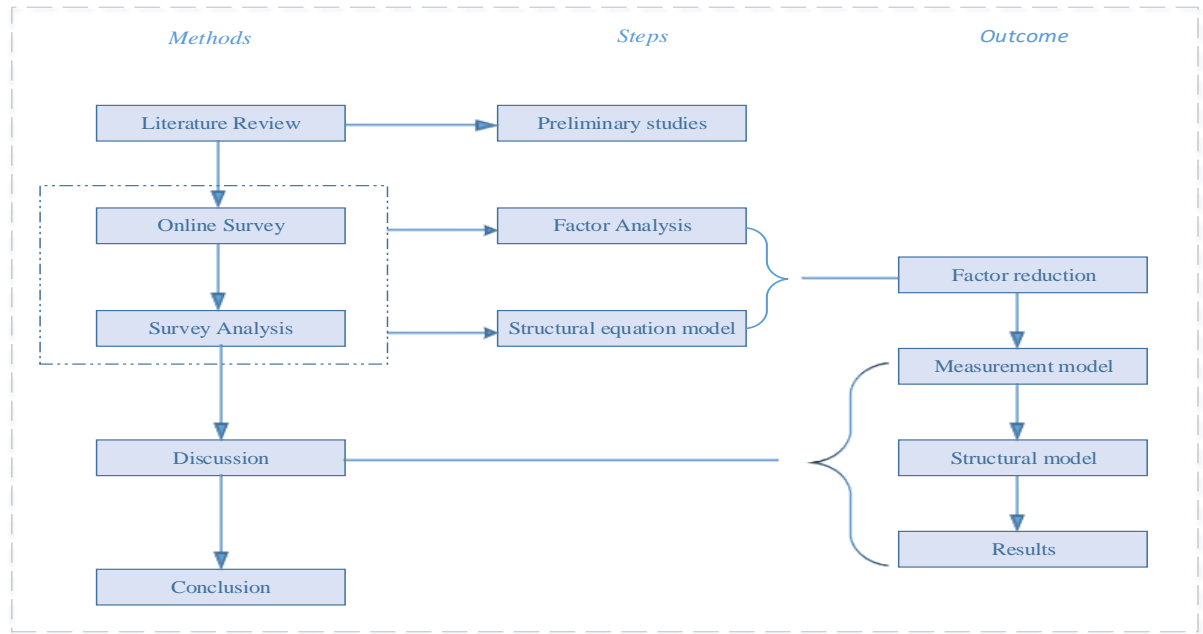 Methods
Steps
Outcome
Literature Review
Preliminary studies
Online Survey
Factor Analysis
Factor reduction
Survey Analysis
Structural equation model
Measurement model
Discussion
Structural model
Results
Conclusion